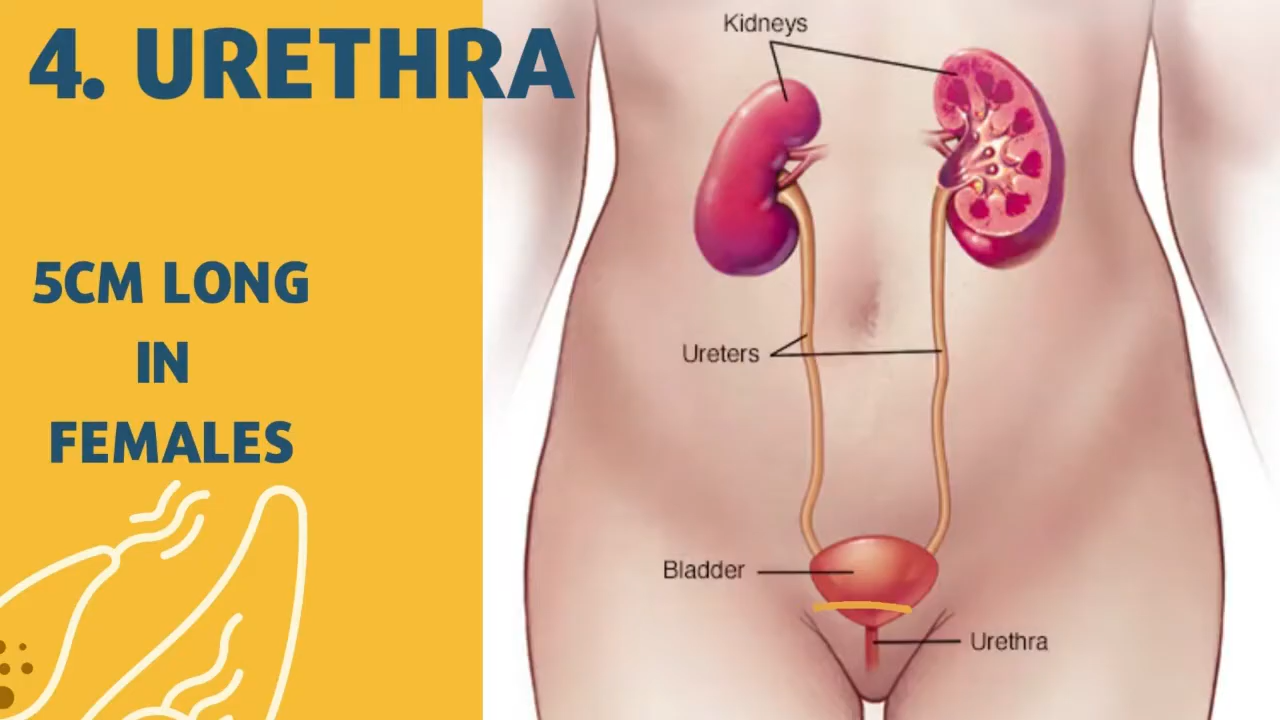 4. URETHRA
5CM LONG
IN
FEMALES
Kidneys
Ureters
Bladder
Urethra